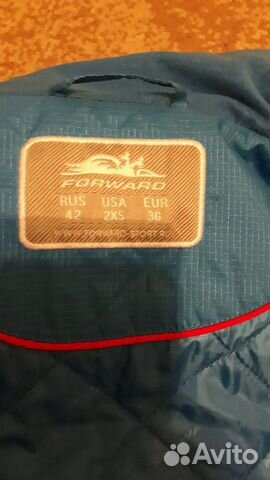 FORWARD
RUS USA EUR
42 2XS 36
WWW.FORWARD-SPORT.RU
Avito